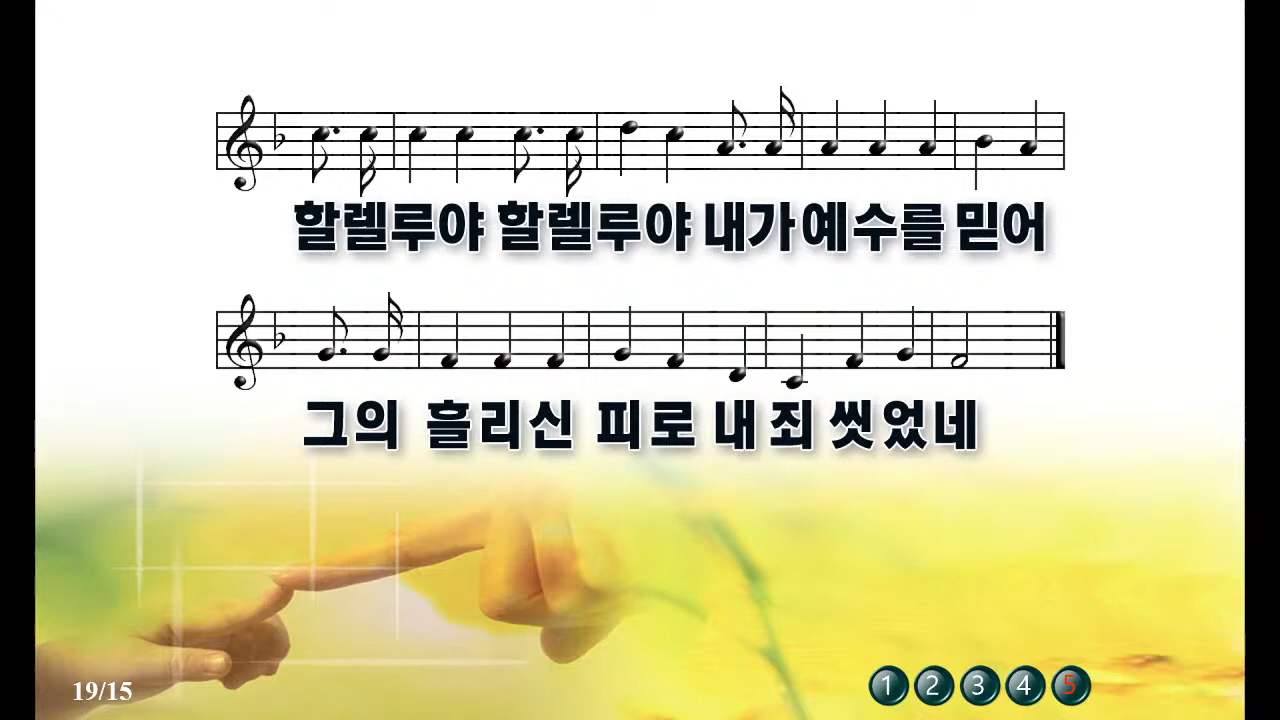 할렐루야 할렐루야 내가 예수를 믿어
그의 흘리신 피로 내 죄 씻었네
19/15
1 2 3 4 5